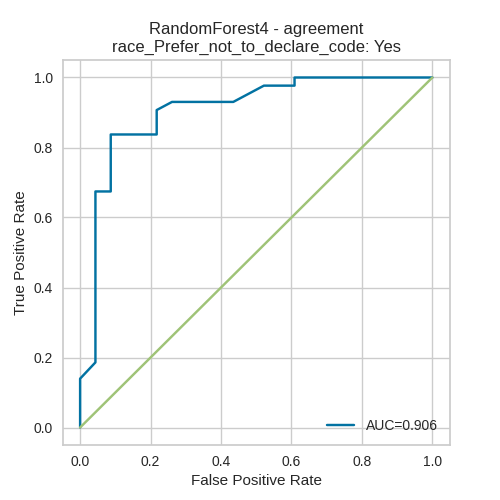 RandomForest4 - agreement
race_Prefer_not_to_declare_code: Yes
True Positive Rate
1.0
0.8
0.6
0.4
0.2
0.0
AUC=0.906
0.0 0.2 0.4 0.6 0.8 1.0
False Positive Rate